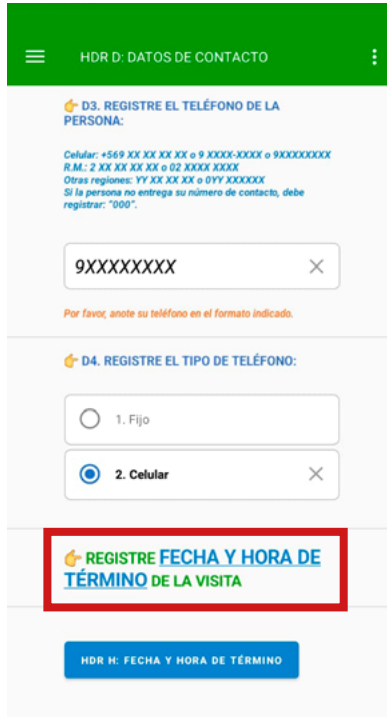 HDR D: DATOS DE CONTACTO
👉 D3. REGISTRE EL TELÉFONO DE LA
PERSONA:
Celular: +569 XX XX XX XX o 9 XXXX-XXXX o 9XXXXXXXX
R.M.: 2 XX XX XX XX o 02 XXXX XXXX
Otras regiones: YY XX XX XX o 0YY XXXXXX
Si la persona no entrega su número de contacto, debe
registrar: "000".
9XXXXXXXX
Por favor, anote su teléfono en el formato indicado.
👉 D4. REGISTRE EL TIPO DE TELÉFONO:
1. Fijo
2. Celular
👉 REGISTRE FECHA Y HORA DE
TÉRMINO DE LA VISITA
HDR H: FECHA Y HORA DE TÉRMINO